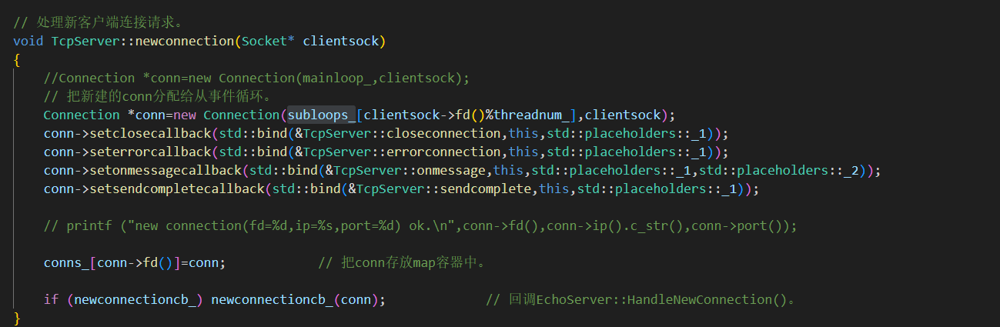 // 处理新客户端连接请求。
void TcpServer::newconnection(Socket* clientsock)
{
//Connection *conn=new Connection(mainloop_,clientsock);
// 把新建的conn分配给从事件循环。
Connection *conn=new Connection(subloops_[clientsock->fd()%threadnum_],clientsock);
conn->setclosecallback(std::bind(&TcpServer::closeconnection,this,std::placeholders::_1));
conn->seterrorcallback(std::bind(&TcpServer::errorconnection,this,std::placeholders::_1));
conn->setonmessagecallback(std::bind(&TcpServer::onmessage,this,std::placeholders::_1,std::placeholders::_2));
conn->setsendcompletecallback(std::bind(&TcpServer::sendcomplete,this,std::placeholders::_1));
// printf ("new connection(fd=%d,ip=%s,port=%d) ok.\n",conn->fd(),conn->ip().c_str(),conn->port());
conns_[conn->fd()]=conn; // 把conn存放map容器中。
if (newconnectioncb_) newconnectioncb_(conn); // 回调EchoServer::HandleNewConnection()。
}